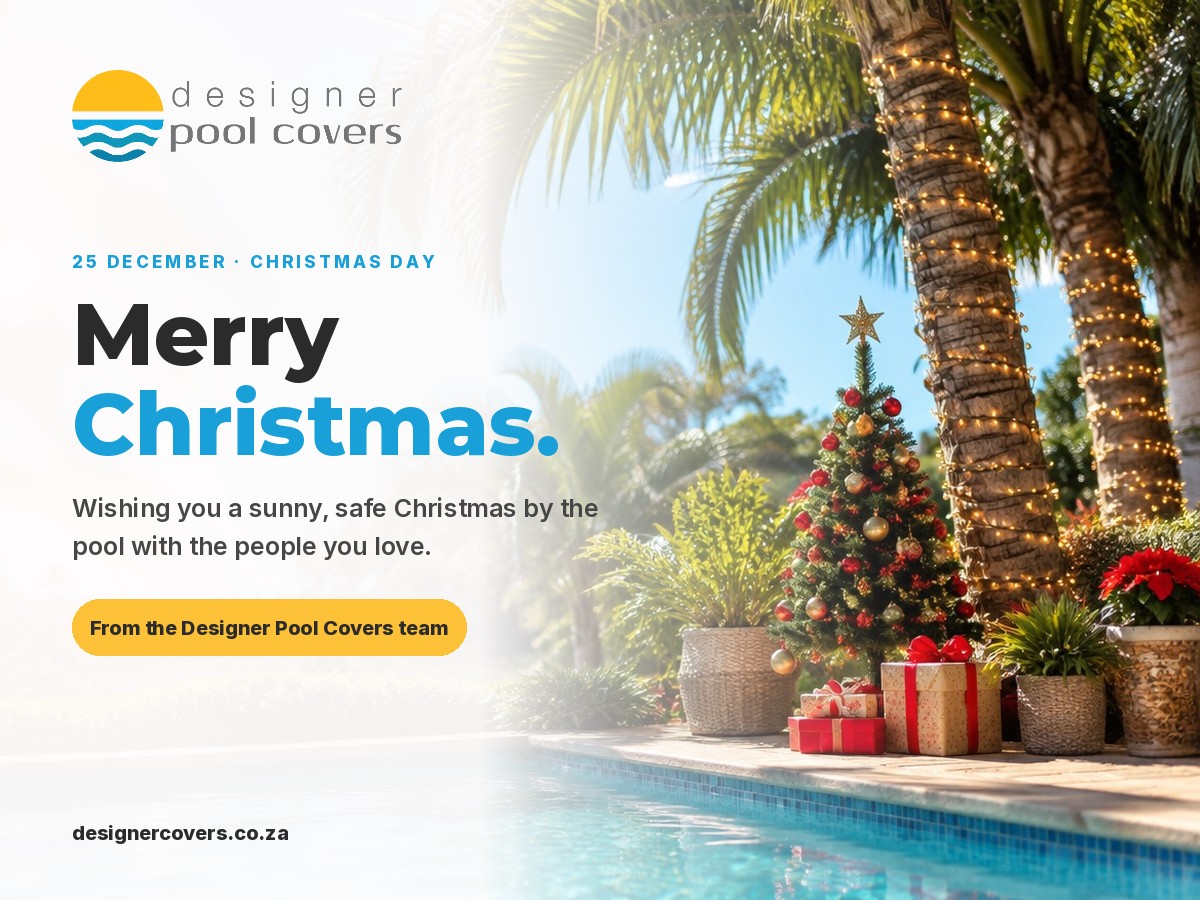 designer
pool covers
25 DECEMBER · CHRISTMAS DAY
Merry
Christmas.
Wishing you a sunny, safe Christmas by the
pool with the people you love.
From the Designer Pool Covers team
designercovers.co.za